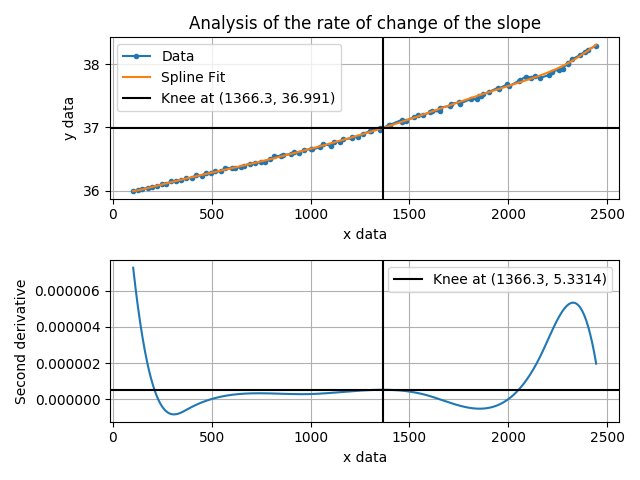 Analysis of the rate of change of the slope
Data
Spline Fit
Knee at (1366.3, 36.991)
38
37
36
y data
0 500 1000 1500 2000 2500
x data
Knee at (1366.3, 5.3314)
0.000006
0.000004
0.000002
0.000000
Second derivative
0 500 1000 1500 2000 2500
x data